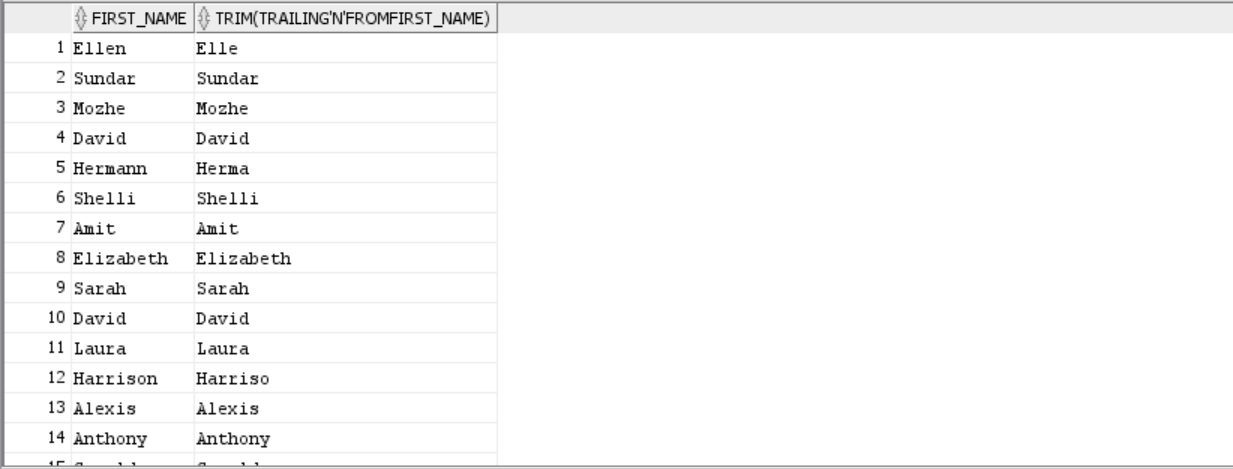 FIRST_NAME TRIM(TRAILING'N'FROMFIRST_NAME)
1 Ellen Elle
2 Sundar Sundar
3 Mozhe Mozhe
4 David David
5 Hermann Herma
6 Shelli Shelli
7 Amit Amit
8 Elizabeth Elizabeth
9 Sarah Sarah
10 David David
11 Laura Laura
12 Harrison Harriso
13 Alexis Alexis
14 Anthony Anthony